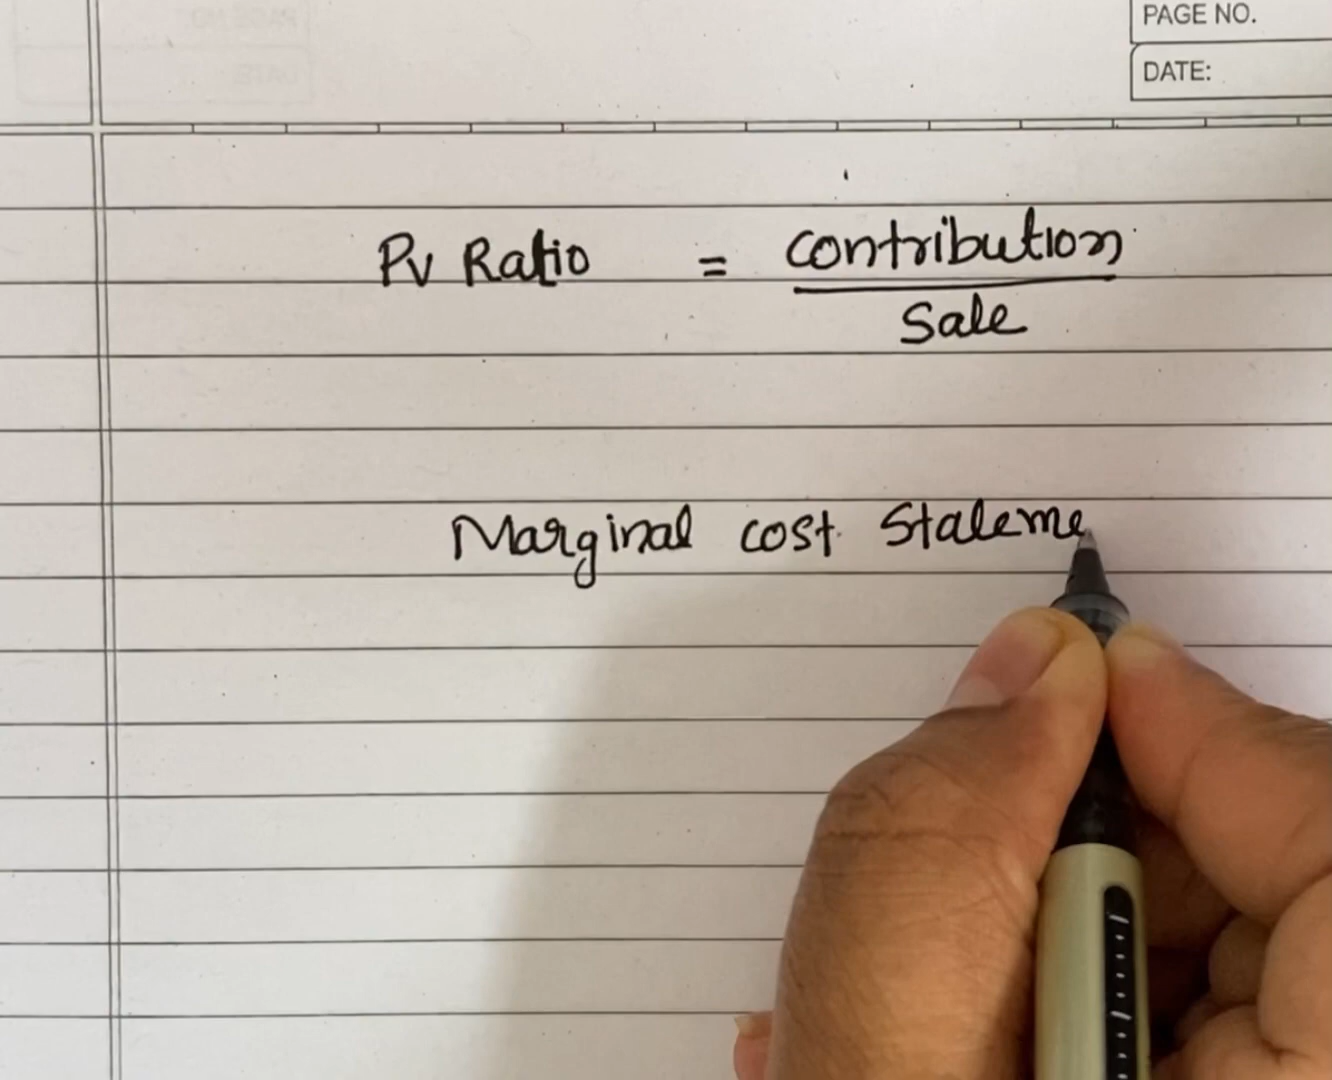 PAGE NO.
DATE:
Pv Ratio = contribution
Sale
Marginal cost Stateme